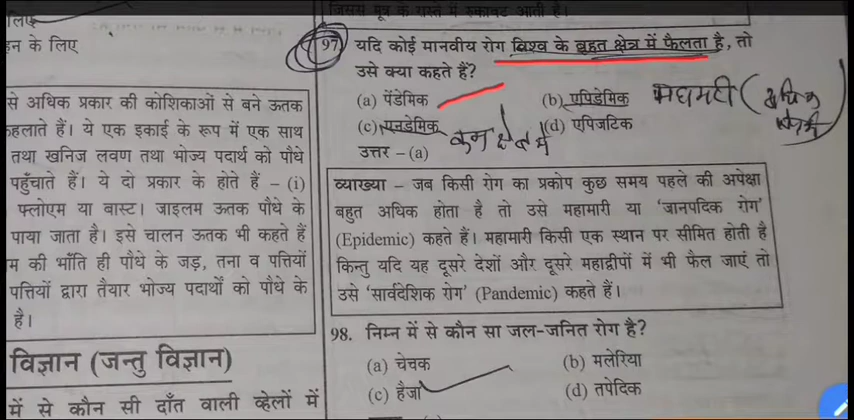 लिए
इन के लिए
से अधिक प्रकार की कोशिकाओं से बने ऊतक
कहलाते हैं। ये एक इकाई के रूप में एक साथ
तथा खनिज लवण तथा भोज्य पदार्थ को पौधे
पहुँचाते हैं। ये दो प्रकार के होते हैं – (i)
फ्लोएम या बास्ट। जाइलम ऊतक पौधे के
पाया जाता है। इसे चालन ऊतक भी कहते हैं
म की भाँति ही पौधे के जड़, तना व पत्तियों
पत्तियों द्वारा तैयार भोज्य पदार्थों को पौधे के
है।
विज्ञान (जन्तु विज्ञान)
में से कौन सी दाँत वाली व्हेलों में
जिससे मूत्र के रास्ते में रुकावट आती है।
97 यदि कोई मानवीय रोग विश्व के बृहत क्षेत्र में फैलता है, तो
उसे क्या कहते हैं?
(a) पेंडेमिक (b) एपिडेमिक
(c) एनडेमिक (d) एपिजटिक
कम क्षेत्र में
उत्तर –(a)
व्याख्या – जब किसी रोग का प्रकोप कुछ समय पहले की अपेक्षा
बहुत अधिक होता है तो उसे महामारी या 'जानपदिक रोग'
(Epidemic) कहते हैं। महामारी किसी एक स्थान पर सीमित होती है
किन्तु यदि यह दूसरे देशों और दूसरे महाद्वीपों में भी फैल जाएं तो
उसे 'सार्वदेशिक रोग' (Pandemic) कहते हैं।
98. निम्न में से कौन सा जल-जनित रोग है?
(a) चेचक (b) मलेरिया
(c) हैजा (d) तपेदिक